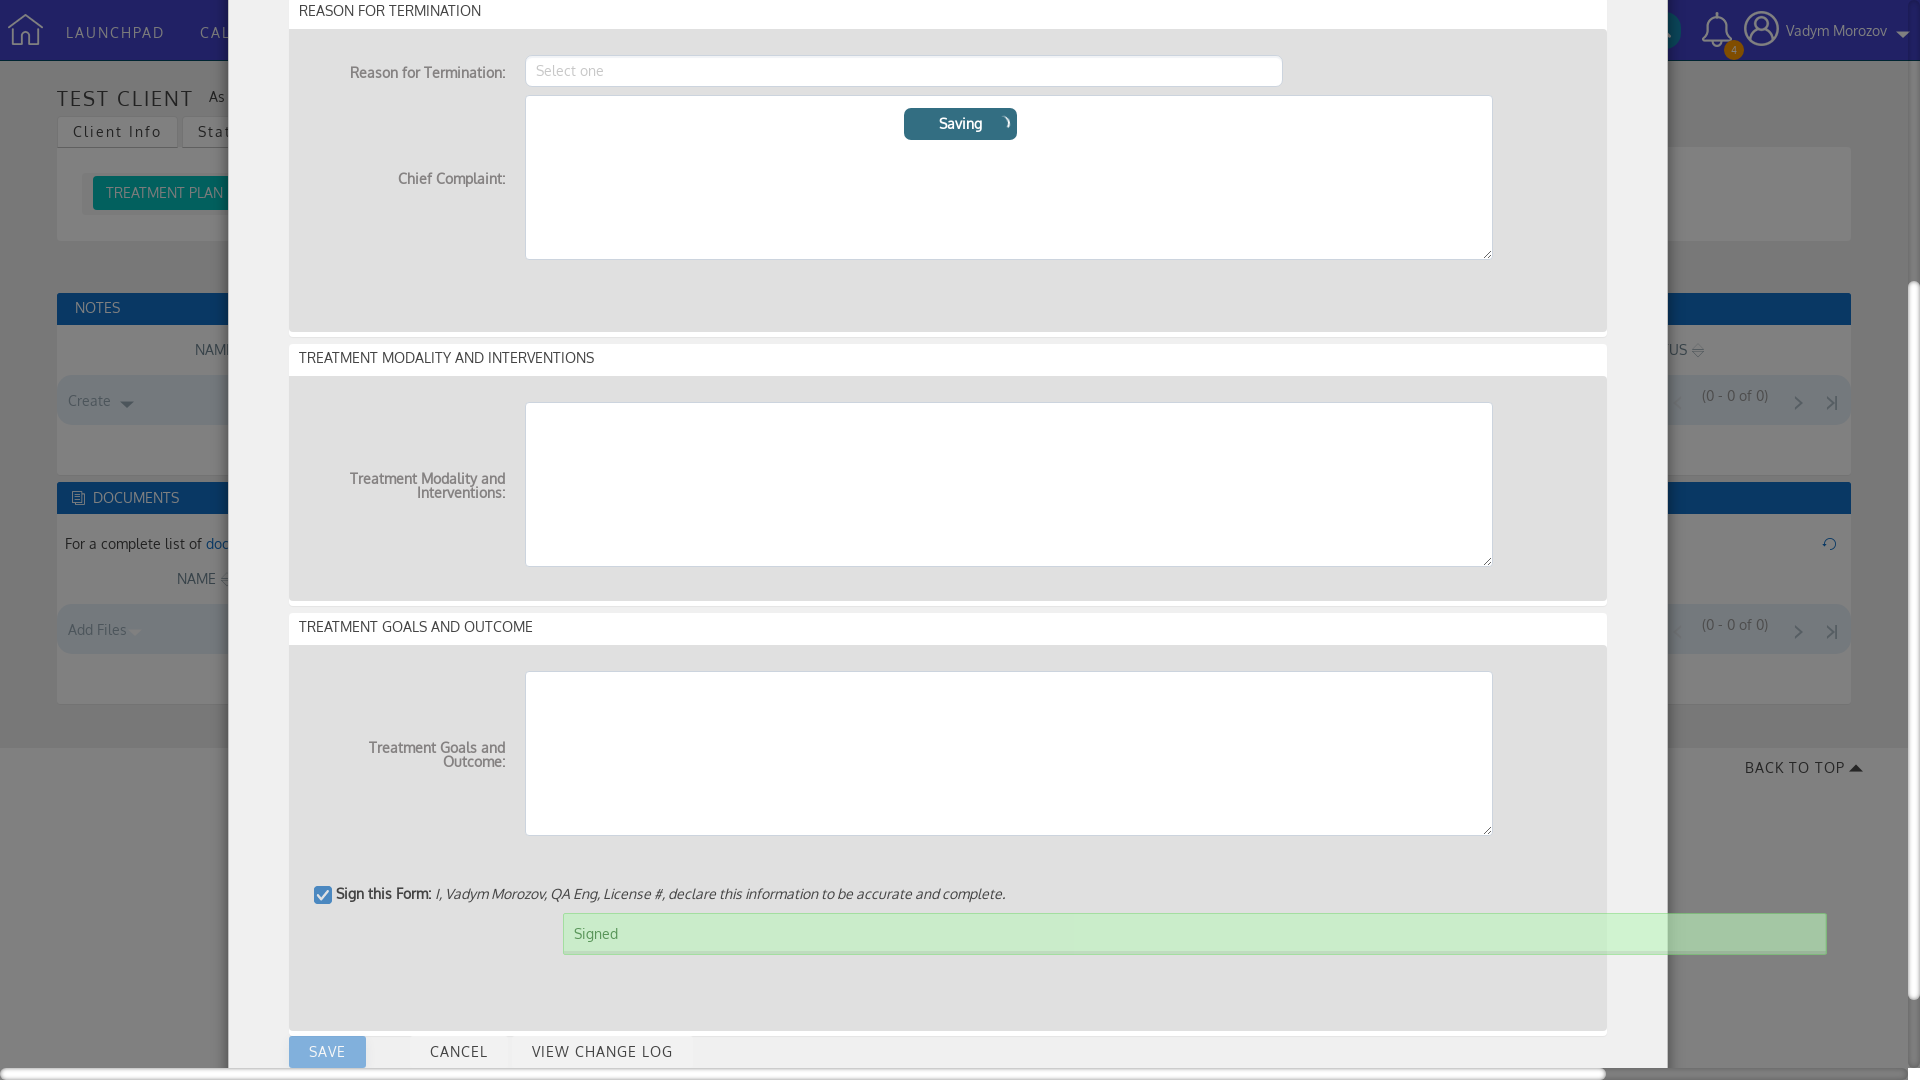 REASON FOR TERMINATION
LAUNCHPAD
CAL
4
Vadym Morozov
Reason for Termination:
Select one
TEST CLIENT
As
Saving
Client Info
Stat
Chief Complaint:
TREATMENT PLAN
NOTES
NAM
US
TREATMENT MODALITY AND INTERVENTIONS
Create
(0 - 0 of 0)
Treatment Modality and
Interventions:
DOCUMENTS
For a complete list of doc
NAME
TREATMENT GOALS AND OUTCOME
Add Files
(0 - 0 of 0)
Treatment Goals and
Outcome:
BACK TO TOP
Sign this Form: I, Vadym Morozov, QA Eng, License #, declare this information to be accurate and complete.
Signed
SAVE
CANCEL
VIEW CHANGE LOG